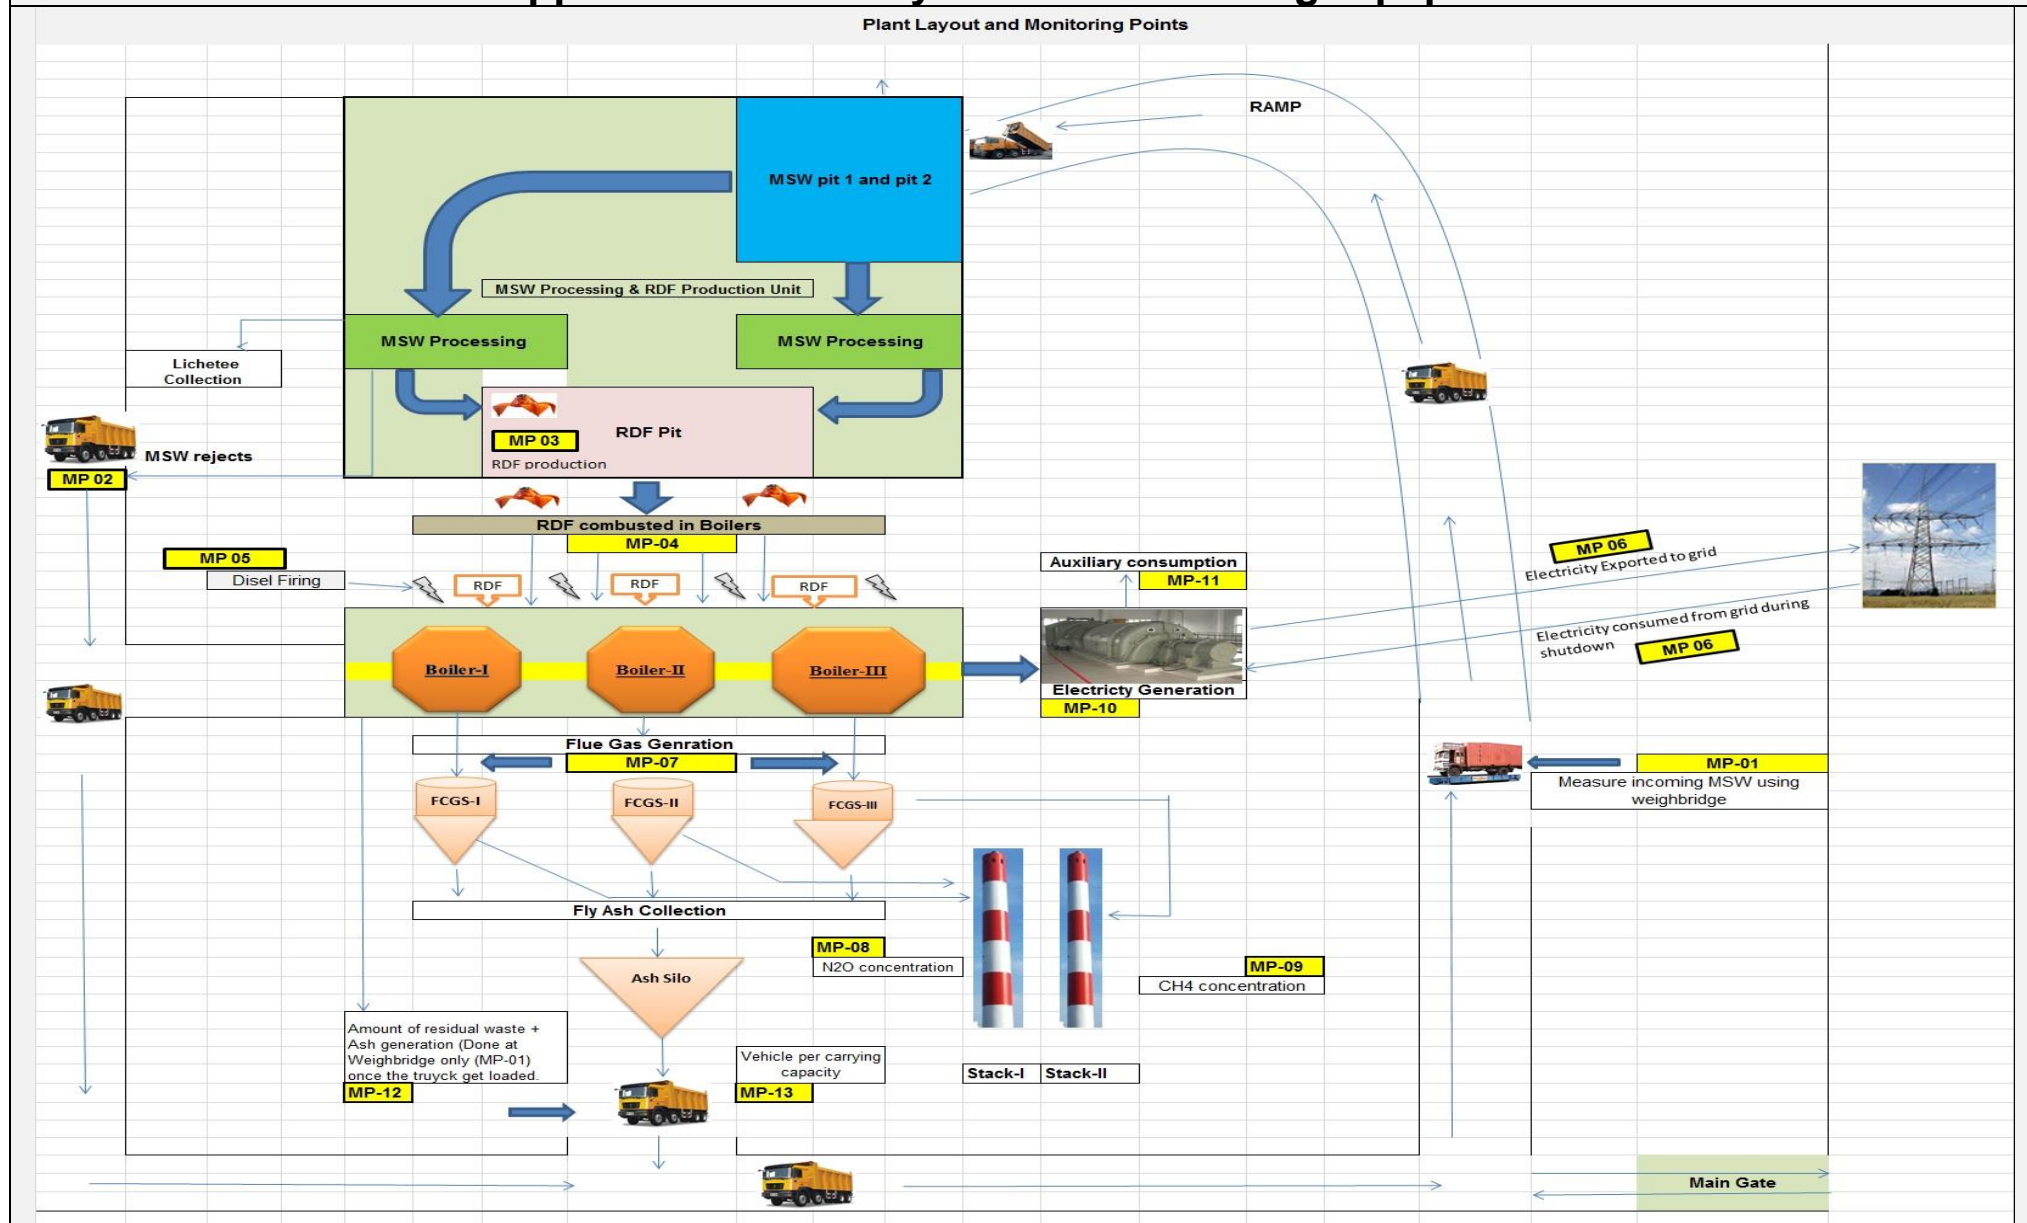 Plant Layout and Monitoring Points
RAMP
MSW pit 1 and pit 2
MSW Processing & RDF Production Unit
MSW Processing
MSW Processing
Lichetee
Collection
MP 03
RDF Pit
RDF production
MSW rejects
MP 02
RDF combusted in Boilers
MP-04
MP 05
Disel Firing
RDF
RDF
RDF
Auxiliary consumption
MP-11
MP 06
Electricity Exported to grid
Electricity consumed from grid during
shutdown
MP 06
Boiler-I
Boiler-II
Boiler-III
Electricty Generation
MP-10
Flue Gas Genration
MP-07
MP-01
Measure incoming MSW using
weighbridge
FCGS-I
FCGS-II
FCGS-III
Fly Ash Collection
MP-08
N2O concentration
MP-09
CH4 concentration
Ash Silo
Amount of residual waste +
Ash generation (Done at
Weighbridge only (MP-01)
once the truyck get loaded.
MP-12
Vehicle per carrying
capacity
MP-13
Stack-I
Stack-II
Main Gate